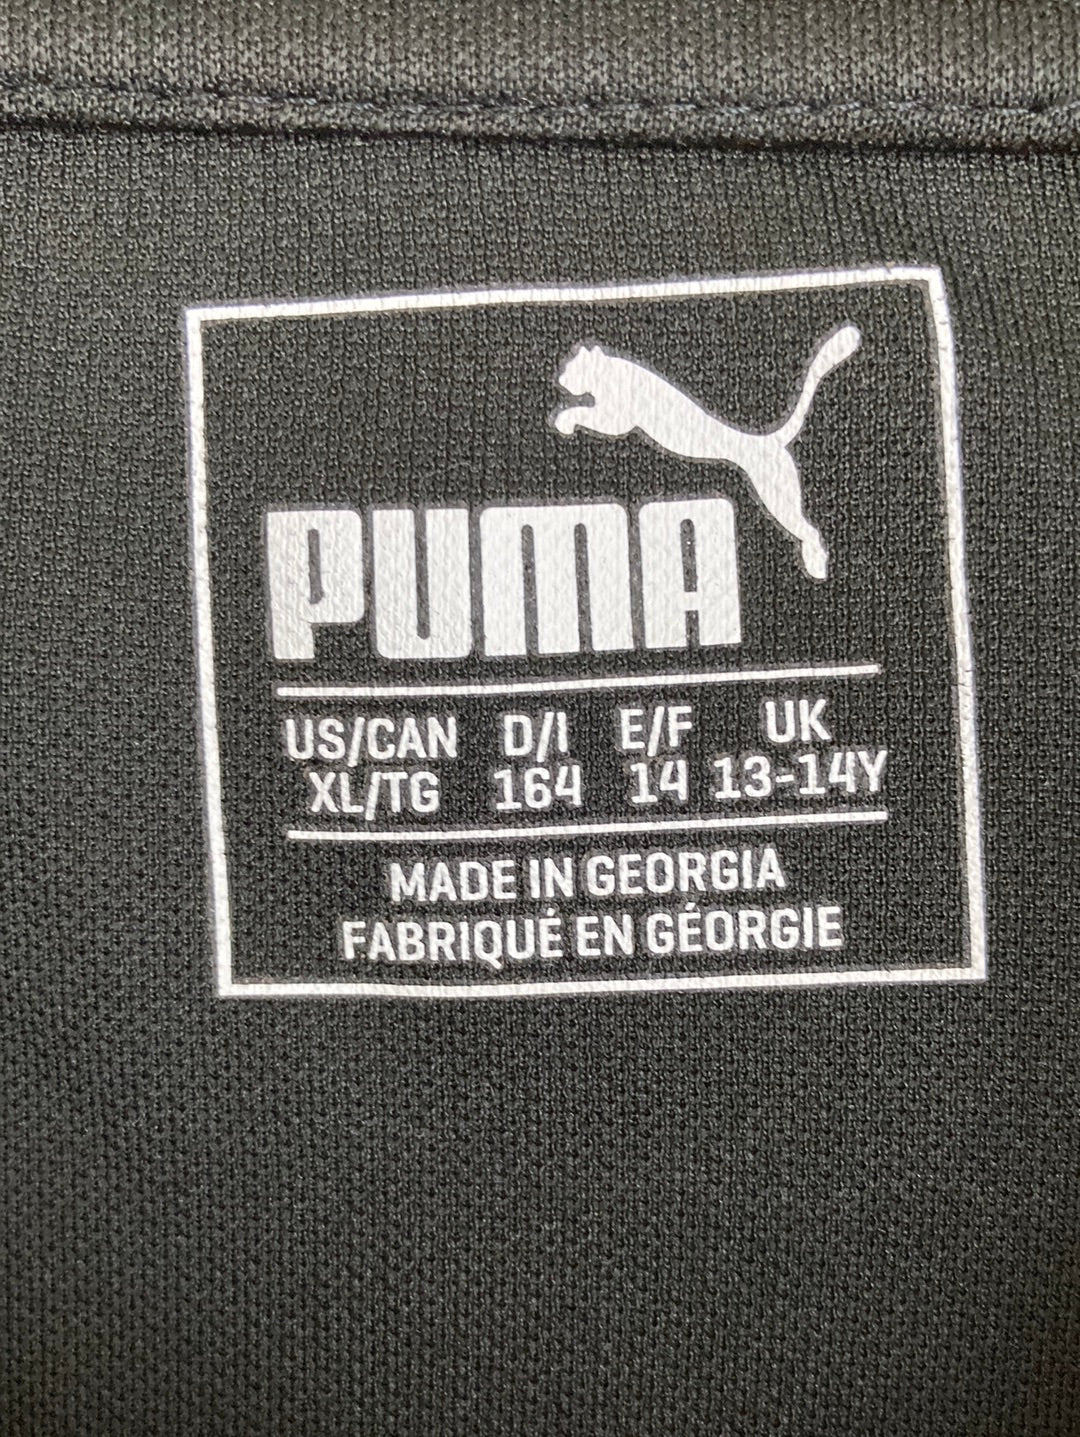 PUMA
US/CAN D/I E/F UK
XL/TG 164 14 13-14Y
MADE IN GEORGIA
FABRIQUÉ EN GÉORGIE